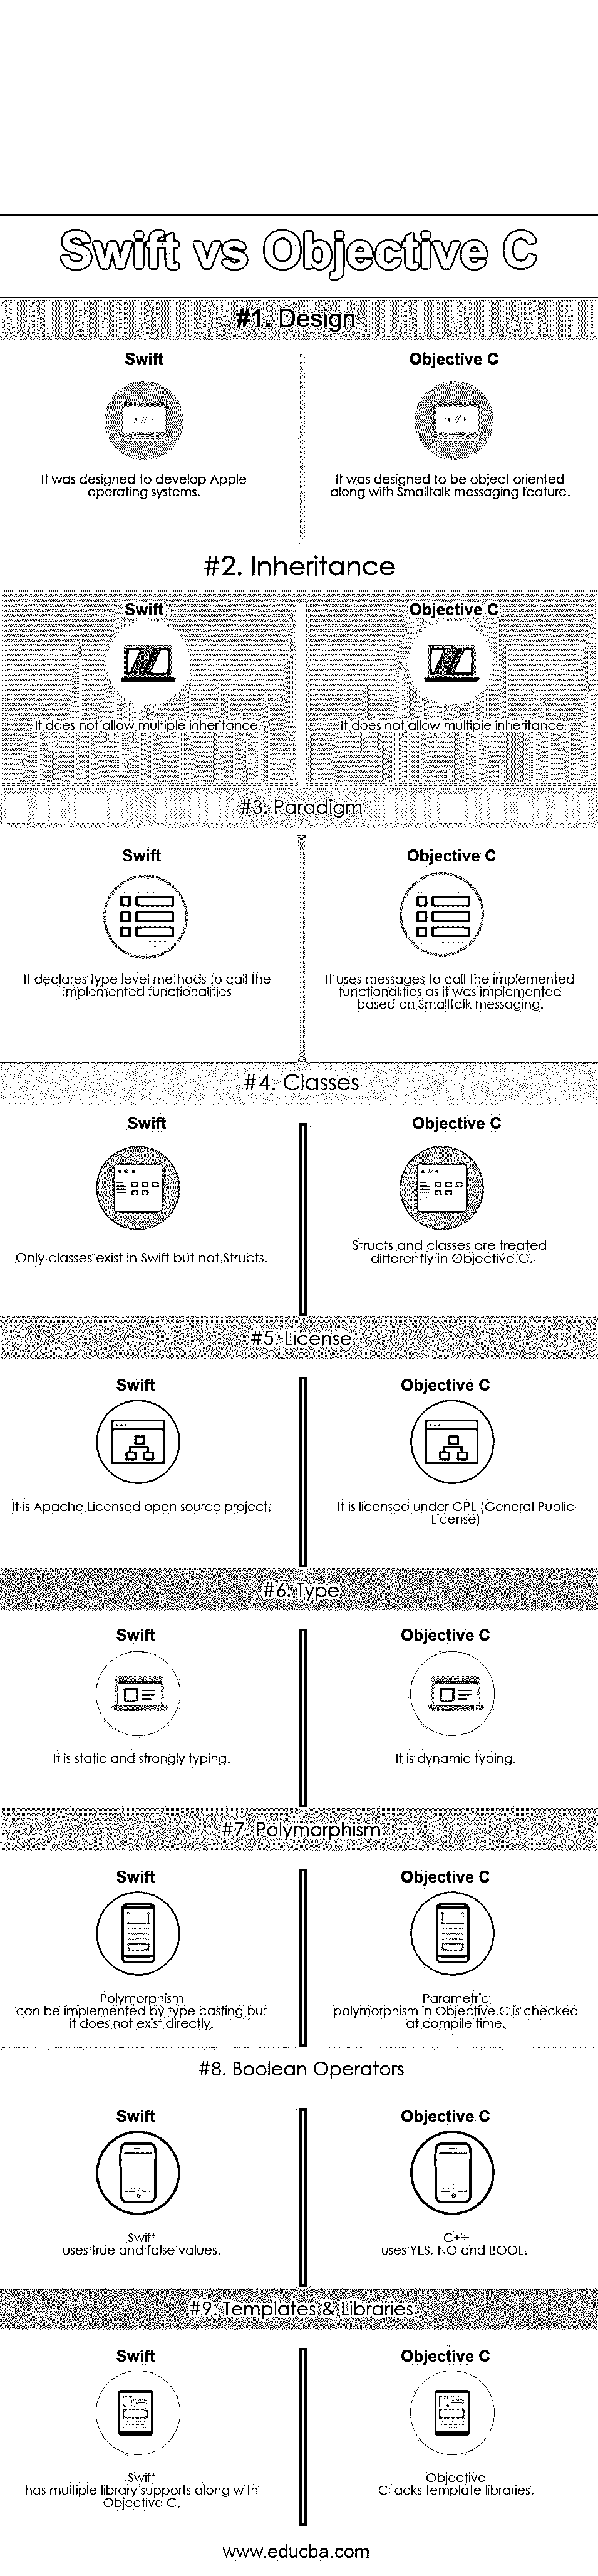 Swift vs Objective C
#1. Design
Swift
Objective C
It was designed to develop Apple
operating systems.
It was designed to be object oriented
along with Smalltalk messaging feature.
#2. Inheritance
Swift
Objective C
It does not allow multiple inheritance.
It does not allow multiple inheritance.
#3. Paradigm
Swift
Objective C
It declares type level methods to call the
implemented functionalities
It uses messages to call the implemented
functionalities as it was implemented
based on Smalltalk messaging.
#4. Classes
Swift
Objective C
Only classes exist in Swift but not Structs.
Structs and classes are treated
differently in Objective C.
#5. License
Swift
Objective C
It is Apache Licensed open source project.
It is licensed under GPL (General Public
License)
#6. Type
Swift
Objective C
It is static and strongly typing.
It is dynamic typing.
#7. Polymorphism
Swift
Objective C
Polymorphism
can be implemented by type casting but
it does not exist directly.
Parametric
polymorphism in Objective C is checked
at compile time.
#8. Boolean Operators
Swift
Objective C
Swift
uses true and false values.
C++
uses YES, NO and BOOL.
#9. Templates & Libraries
Swift
Objective C
Swift
has multiple library supports along with
Objective C.
Objective
C lacks template libraries.
www.educba.com